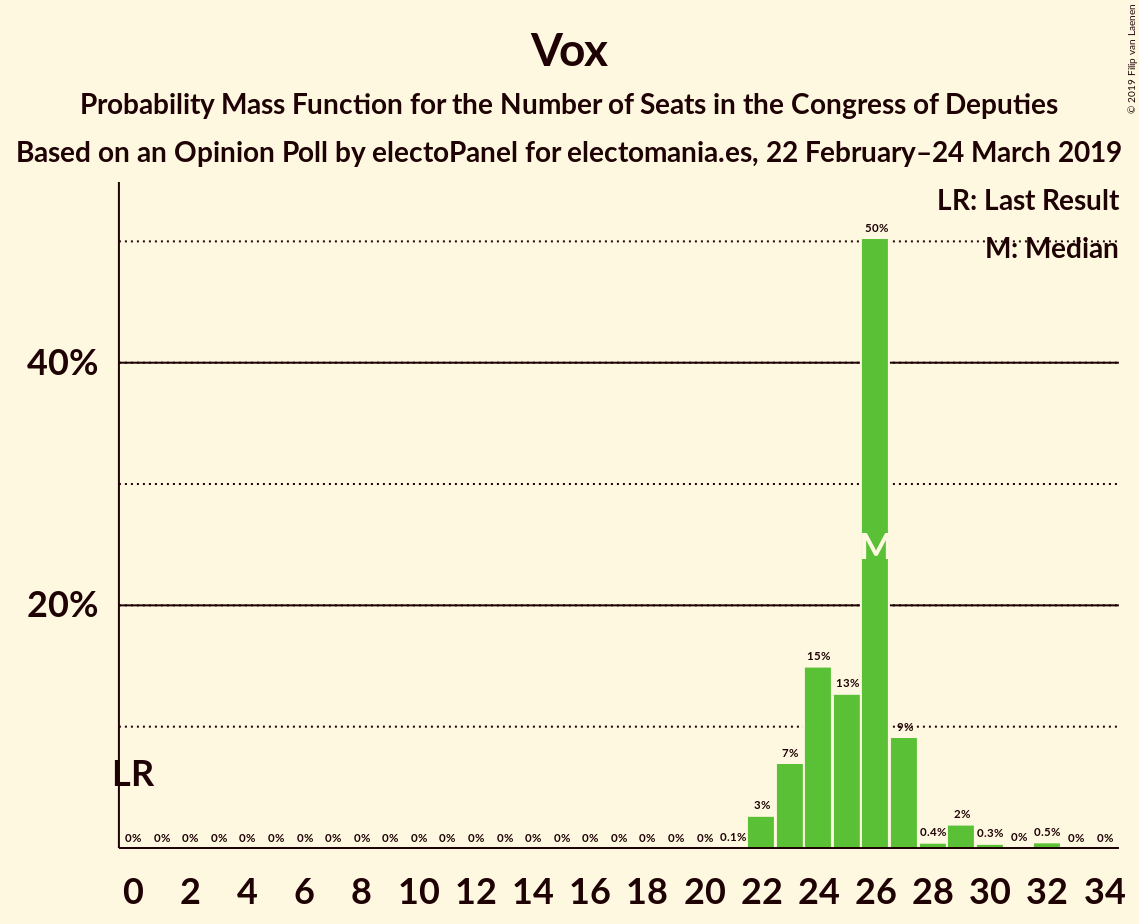 Vox
Probability Mass Function for the Number of Seats in the Congress of Deputies
Based on an Opinion Poll by electoPanel for electomania.es, 22 February–24 March 2019
© 2019 Filip van Laenen
LR: Last Result
M: Median
50%
40%
M
20%
15%
13%
9%
7%
LR
3%
2%
0% 0% 0% 0% 0% 0% 0% 0% 0% 0% 0% 0% 0% 0% 0% 0% 0% 0% 0% 0% 0% 0.1% 0.4% 0.3% 0% 0.5% 0% 0%
0 2 4 6 8 10 12 14 16 18 20 22 24 26 28 30 32 34